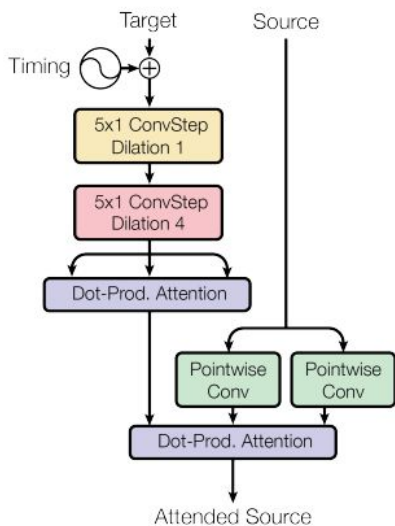 Target
Source
Timing
5x1 ConvStep
Dilation 1
5x1 ConvStep
Dilation 4
Dot-Prod. Attention
Pointwise
Conv
Pointwise
Conv
Dot-Prod. Attention
Attended Source